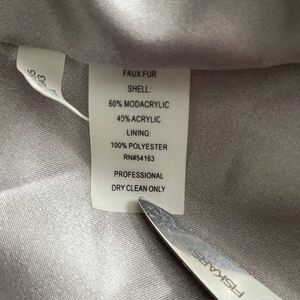 FAUX FUR
SHELL:
60% MODACRYLIC
40% ACRYLIC
LINING:
100% POLYESTER
RN#54163
PROFESSIONAL
DRY CLEAN ONLY
FISKARS